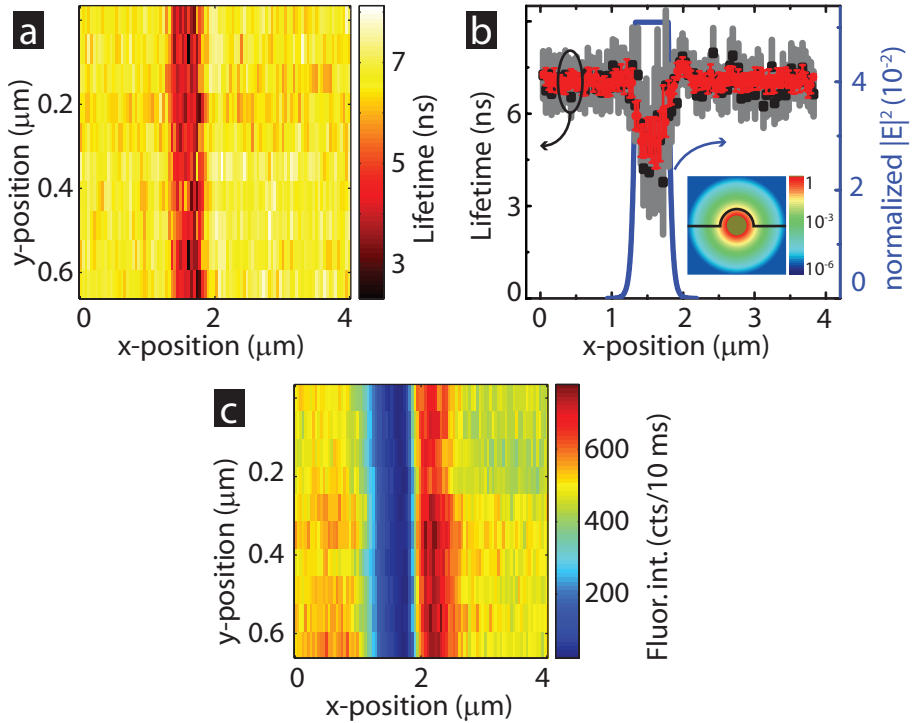 a
y-position (μm)
0.2
0.4
0.6
0
2
4
x-position (μm)
7
5
3
Lifetime (ns)
b
Lifetime (ns)
9
6
3
0
0
1
2
3
4
x-position (μm)
4
2
0
normalized |E|² (10⁻²)
1
10⁻³
10⁻⁶
c
y-position (μm)
0.2
0.4
0.6
0
2
4
x-position (μm)
600
400
200
Fluor. int. (cts/10 ms)